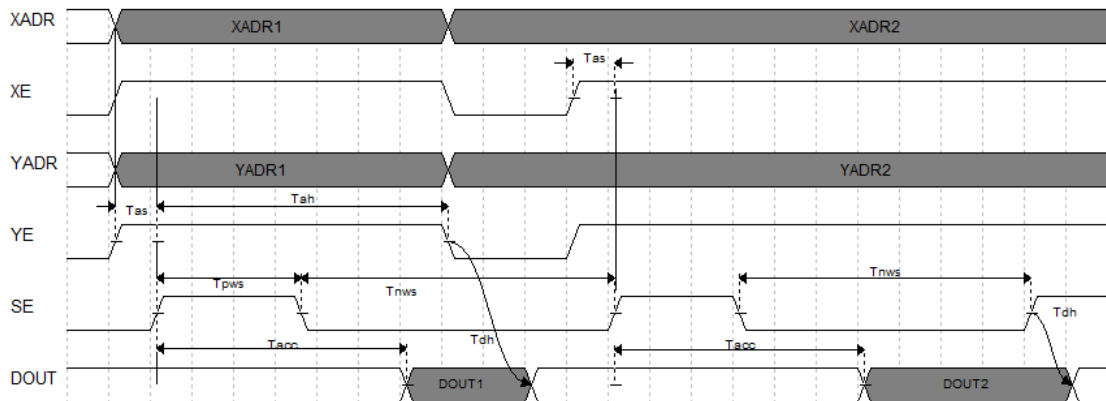 XADR XADR1 XADR2
Tas
XE
YADR YADR1 YADR2
Tas Tah
YE
Tpws Tnws Tnws
SE Tdh
Tacc Tdh Tacc
DOUT DOUT1 DOUT2